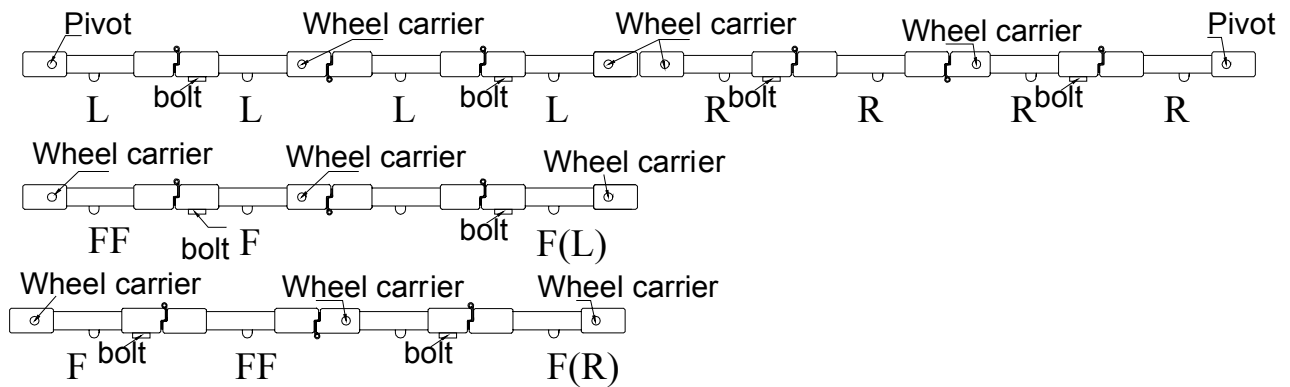 Pivot Wheel carrier Wheel carrier Wheel carrier Pivot
bolt bolt bolt bolt
L L L L R R R R
Wheel carrier Wheel carrier Wheel carrier
bolt bolt
FF F F(L)
Wheel carrier Wheel carrier Wheel carrier
bolt bolt
F FF F(R)